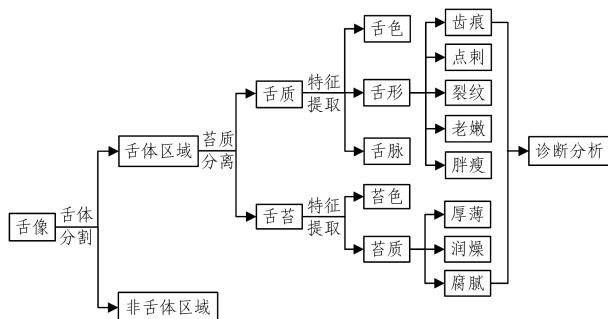 舌像
舌体
分割
舌体区域
非舌体区域
苔质
分离
舌质
舌苔
特征
提取
舌色
舌形
舌脉
特征
提取
苔色
苔质
齿痕
点刺
裂纹
老嫩
胖瘦
厚薄
润燥
腐腻
诊断分析